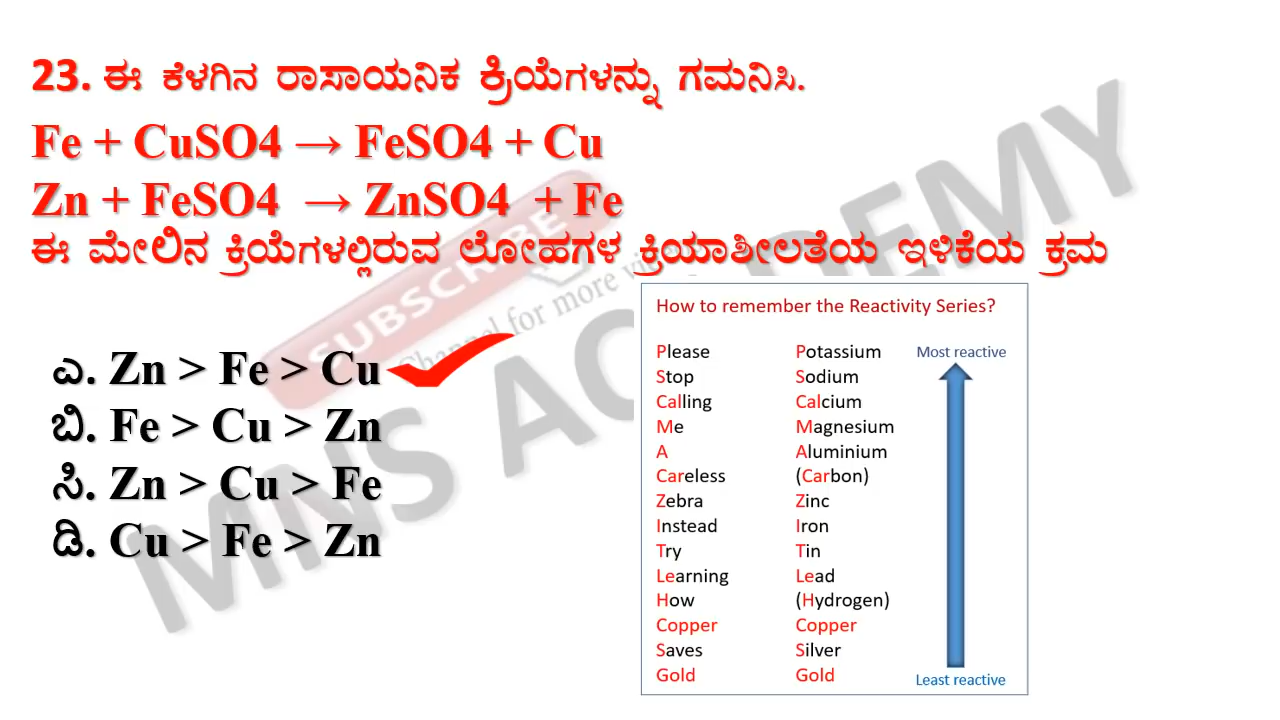 23. ಈ ಕೆಳಗಿನ ರಾಸಾಯನಿಕ ಕ್ರಿಯೆಗಳನ್ನು ಗಮನಿಸಿ.
Fe + CuSO4 → FeSO4 + Cu
Zn + FeSO4 → ZnSO4 + Fe
ಈ ಮೇಲಿನ ಕ್ರಿಯೆಗಳಲ್ಲಿರುವ ಲೋಹಗಳ ಕ್ರಿಯಾಶೀಲತೆಯ ಇಳಿಕೆಯ ಕ್ರಮ
ಎ. Zn > Fe > Cu
ಬಿ. Fe > Cu > Zn
ಸಿ. Zn > Cu > Fe
ಡಿ. Cu > Fe > Zn
How to remember the Reactivity Series?
Please Potassium Most reactive
Stop Sodium
Calling Calcium
Me Magnesium
A Aluminium
Careless (Carbon)
Zebra Zinc
Instead Iron
Try Tin
Learning Lead
How (Hydrogen)
Copper Copper
Saves Silver
Gold Gold Least reactive
SUBSCRIBE
Channel for more
MNS